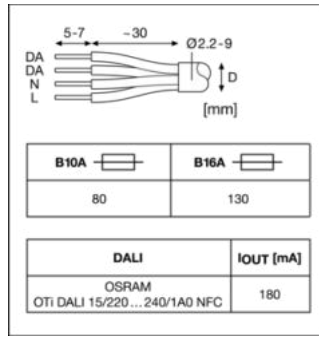 5-7 ~30
Ø2.2-9
DA
DA
N
L
D
[mm]
B10A B16A
80 130
DALI IOUT [mA]
OSRAM
OTi DALI 15/220...240/1A0 NFC 180